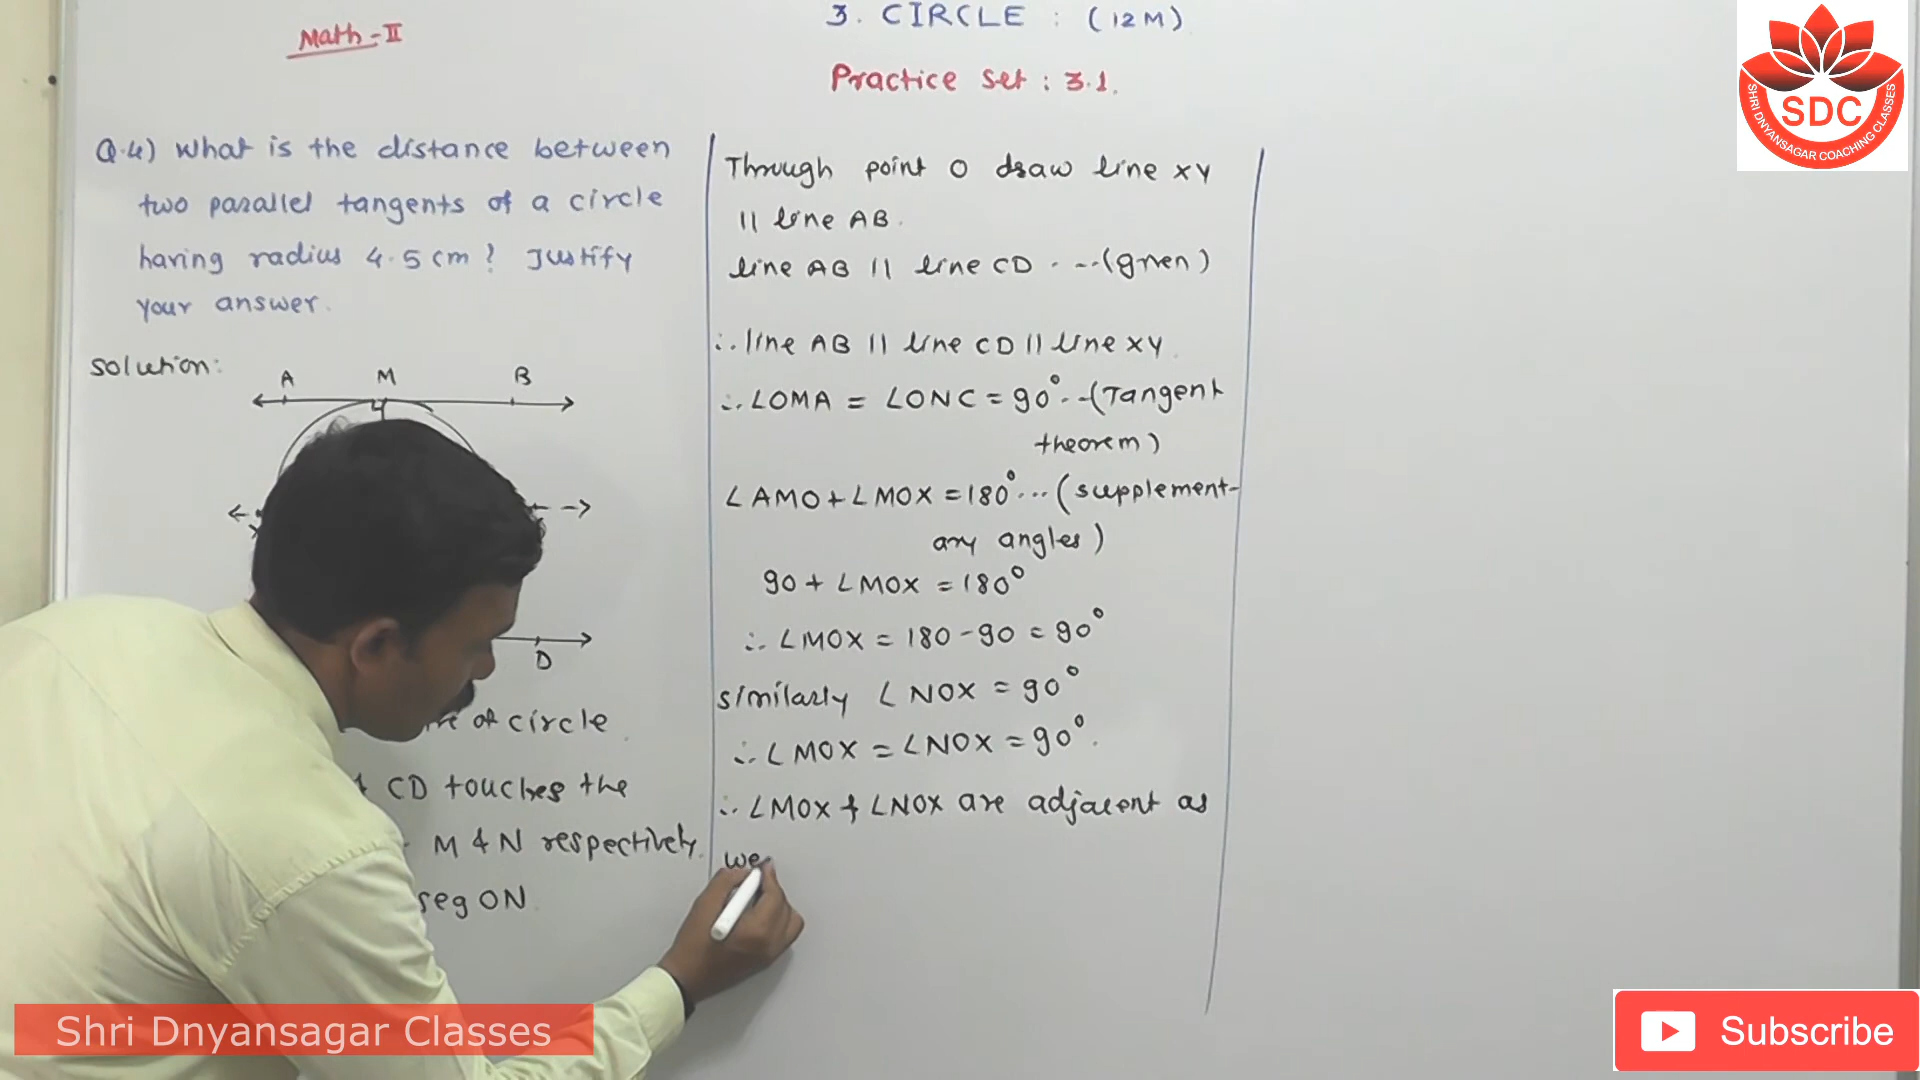 Math-II
3. CIRCLE : (12M)
Practice Set : 3.1.
SDC
SHRI DNYANSAGAR COACHING CLASSES
Q.4) What is the distance between
two parallel tangents of a circle
having radius 4.5 cm? Justify
your answer.
Solution:
A M B
X
D
of circle.
CD touches the
M & N respectively.
seg ON.
Through point O draw line XY
|| line AB.
line AB || line CD ....(given)
∴ line AB || line CD || line XY.
∴ ∠OMA = ∠ONC = 90° ..(Tangent
theorem)
∠AMO + ∠MOX = 180° ...(supplement-
ary angles)
90 + ∠MOX = 180°
∴ ∠MOX = 180 - 90 = 90°
similarly ∠NOX = 90°
∴ ∠MOX = ∠NOX = 90°.
∴ ∠MOX & ∠NOX are adjacent as
we
Shri Dnyansagar Classes
Subscribe